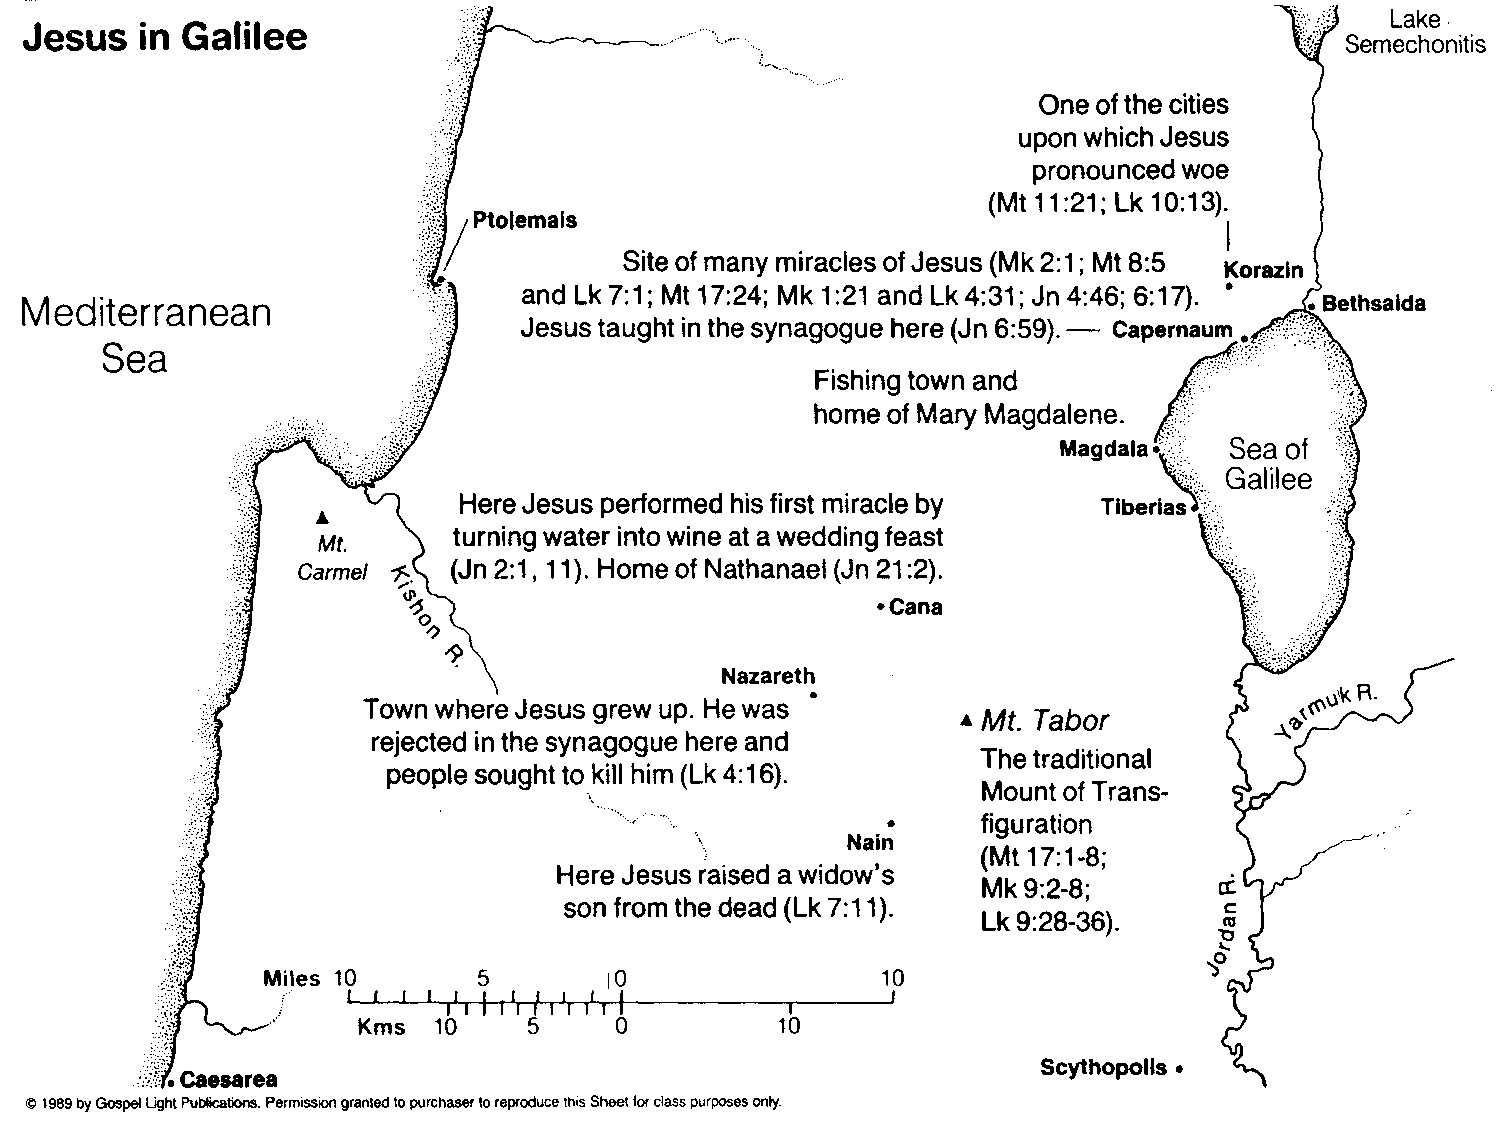 Jesus in Galilee
Lake
Semechonitis
One of the cities
upon which Jesus
pronounced woe
(Mt 11:21; Lk 10:13).
Ptolemais
Site of many miracles of Jesus (Mk 2:1; Mt 8:5
and Lk 7:1; Mt 17:24; Mk 1:21 and Lk 4:31; Jn 4:46; 6:17).
Jesus taught in the synagogue here (Jn 6:59). — Capernaum
Korazin
Bethsaida
Mediterranean
Sea
Fishing town and
home of Mary Magdalene.
Magdala
Sea of
Galilee
Tiberias
Here Jesus performed his first miracle by
turning water into wine at a wedding feast
(Jn 2:1, 11). Home of Nathanael (Jn 21:2).
Mt.
Carmel
Kishon R.
Cana
Nazareth
Town where Jesus grew up. He was
rejected in the synagogue here and
people sought to kill him (Lk 4:16).
Mt. Tabor
The traditional
Mount of Trans-
figuration
(Mt 17:1-8;
Mk 9:2-8;
Lk 9:28-36).
Yarmuk R.
Nain
Here Jesus raised a widow's
son from the dead (Lk 7:11).
Jordan R.
Miles 10 5 0 10
Kms 10 5 0 10
Scythopolis
Caesarea
© 1989 by Gospel Light Publications. Permission granted to purchaser to reproduce this Sheet for class purposes only.